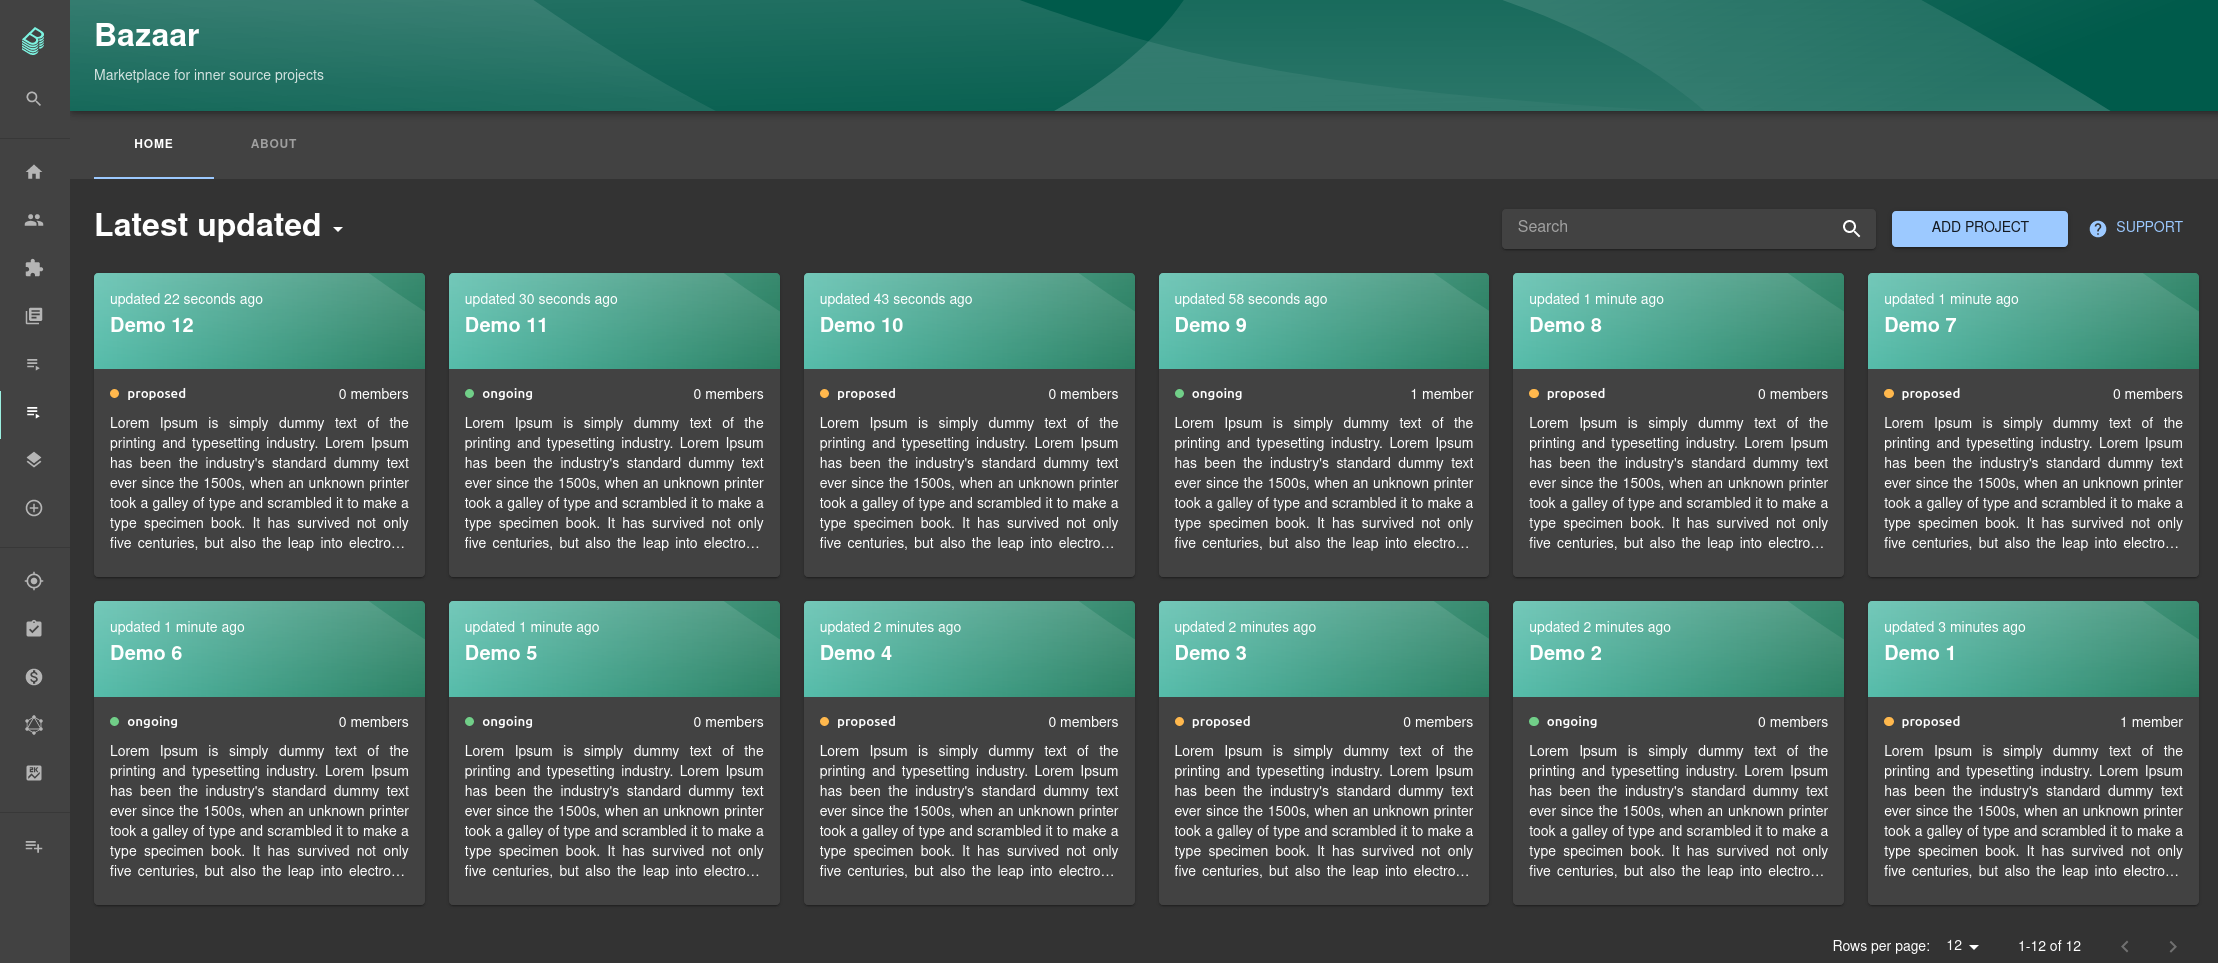 Bazaar
Marketplace for inner source projects
HOME
ABOUT
Latest updated
Search
ADD PROJECT
SUPPORT
updated 22 seconds ago
Demo 12
proposed
0 members
Lorem Ipsum is simply dummy text of the
printing and typesetting industry. Lorem Ipsum
has been the industry's standard dummy text
ever since the 1500s, when an unknown printer
took a galley of type and scrambled it to make a
type specimen book. It has survived not only
five centuries, but also the leap into electro...
updated 30 seconds ago
Demo 11
ongoing
0 members
Lorem Ipsum is simply dummy text of the
printing and typesetting industry. Lorem Ipsum
has been the industry's standard dummy text
ever since the 1500s, when an unknown printer
took a galley of type and scrambled it to make a
type specimen book. It has survived not only
five centuries, but also the leap into electro...
updated 43 seconds ago
Demo 10
proposed
0 members
Lorem Ipsum is simply dummy text of the
printing and typesetting industry. Lorem Ipsum
has been the industry's standard dummy text
ever since the 1500s, when an unknown printer
took a galley of type and scrambled it to make a
type specimen book. It has survived not only
five centuries, but also the leap into electro...
updated 58 seconds ago
Demo 9
ongoing
1 member
Lorem Ipsum is simply dummy text of the
printing and typesetting industry. Lorem Ipsum
has been the industry's standard dummy text
ever since the 1500s, when an unknown printer
took a galley of type and scrambled it to make a
type specimen book. It has survived not only
five centuries, but also the leap into electro...
updated 1 minute ago
Demo 8
proposed
0 members
Lorem Ipsum is simply dummy text of the
printing and typesetting industry. Lorem Ipsum
has been the industry's standard dummy text
ever since the 1500s, when an unknown printer
took a galley of type and scrambled it to make a
type specimen book. It has survived not only
five centuries, but also the leap into electro...
updated 1 minute ago
Demo 7
proposed
0 members
Lorem Ipsum is simply dummy text of the
printing and typesetting industry. Lorem Ipsum
has been the industry's standard dummy text
ever since the 1500s, when an unknown printer
took a galley of type and scrambled it to make a
type specimen book. It has survived not only
five centuries, but also the leap into electro...
updated 1 minute ago
Demo 6
ongoing
0 members
Lorem Ipsum is simply dummy text of the
printing and typesetting industry. Lorem Ipsum
has been the industry's standard dummy text
ever since the 1500s, when an unknown printer
took a galley of type and scrambled it to make a
type specimen book. It has survived not only
five centuries, but also the leap into electro...
updated 1 minute ago
Demo 5
ongoing
0 members
Lorem Ipsum is simply dummy text of the
printing and typesetting industry. Lorem Ipsum
has been the industry's standard dummy text
ever since the 1500s, when an unknown printer
took a galley of type and scrambled it to make a
type specimen book. It has survived not only
five centuries, but also the leap into electro...
updated 2 minutes ago
Demo 4
proposed
0 members
Lorem Ipsum is simply dummy text of the
printing and typesetting industry. Lorem Ipsum
has been the industry's standard dummy text
ever since the 1500s, when an unknown printer
took a galley of type and scrambled it to make a
type specimen book. It has survived not only
five centuries, but also the leap into electro...
updated 2 minutes ago
Demo 3
proposed
0 members
Lorem Ipsum is simply dummy text of the
printing and typesetting industry. Lorem Ipsum
has been the industry's standard dummy text
ever since the 1500s, when an unknown printer
took a galley of type and scrambled it to make a
type specimen book. It has survived not only
five centuries, but also the leap into electro...
updated 2 minutes ago
Demo 2
ongoing
0 members
Lorem Ipsum is simply dummy text of the
printing and typesetting industry. Lorem Ipsum
has been the industry's standard dummy text
ever since the 1500s, when an unknown printer
took a galley of type and scrambled it to make a
type specimen book. It has survived not only
five centuries, but also the leap into electro...
updated 3 minutes ago
Demo 1
proposed
1 member
Lorem Ipsum is simply dummy text of the
printing and typesetting industry. Lorem Ipsum
has been the industry's standard dummy text
ever since the 1500s, when an unknown printer
took a galley of type and scrambled it to make a
type specimen book. It has survived not only
five centuries, but also the leap into electro...
Rows per page: 12
1-12 of 12